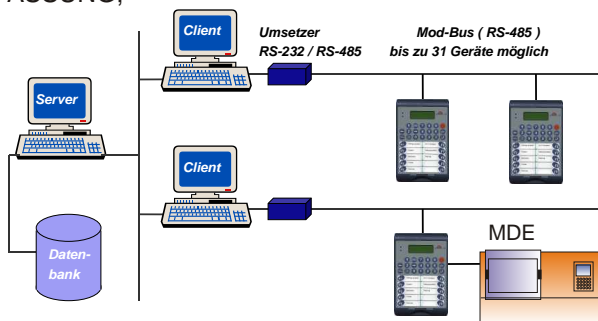 ASSUNG,
Client
Umsetzer
RS-232 / RS-485
Mod-Bus ( RS-485 )
bis zu 31 Geräte möglich
Server
Client
Daten-
bank
MDE